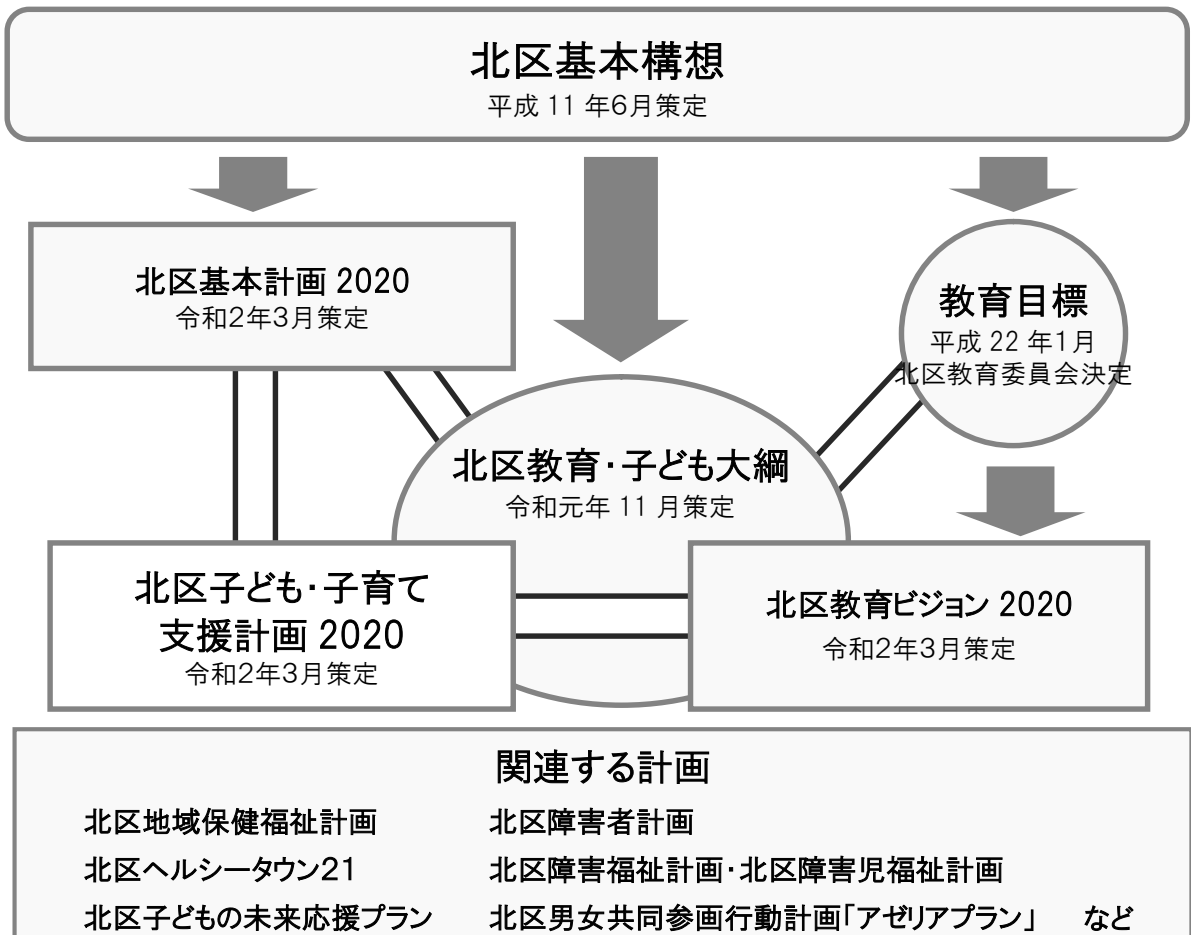 北区基本構想
平成 11 年6月策定
北区基本計画 2020
令和2年3月策定
教育目標
平成 22 年1月
北区教育委員会決定
北区教育・子ども大綱
令和元年 11 月策定
北区子ども・子育て
支援計画 2020
令和2年3月策定
北区教育ビジョン 2020
令和2年3月策定
関連する計画
北区地域保健福祉計画 北区障害者計画
北区ヘルシータウン21 北区障害福祉計画・北区障害児福祉計画
北区子どもの未来応援プラン 北区男女共同参画行動計画「アゼリアプラン」 など